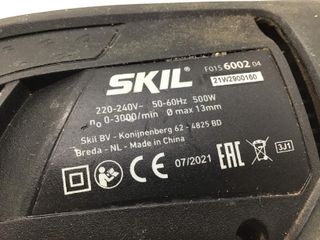 SKIL
F015 6002 04
21W2900160
220-240V~ 50-60Hz 500W
n₀ 0-3000/min Ø max 13mm
Skil BV - Konijnenberg 62 - 4825 BD
Breda - NL - Made in China
CE 07/2021 EAC 3J1